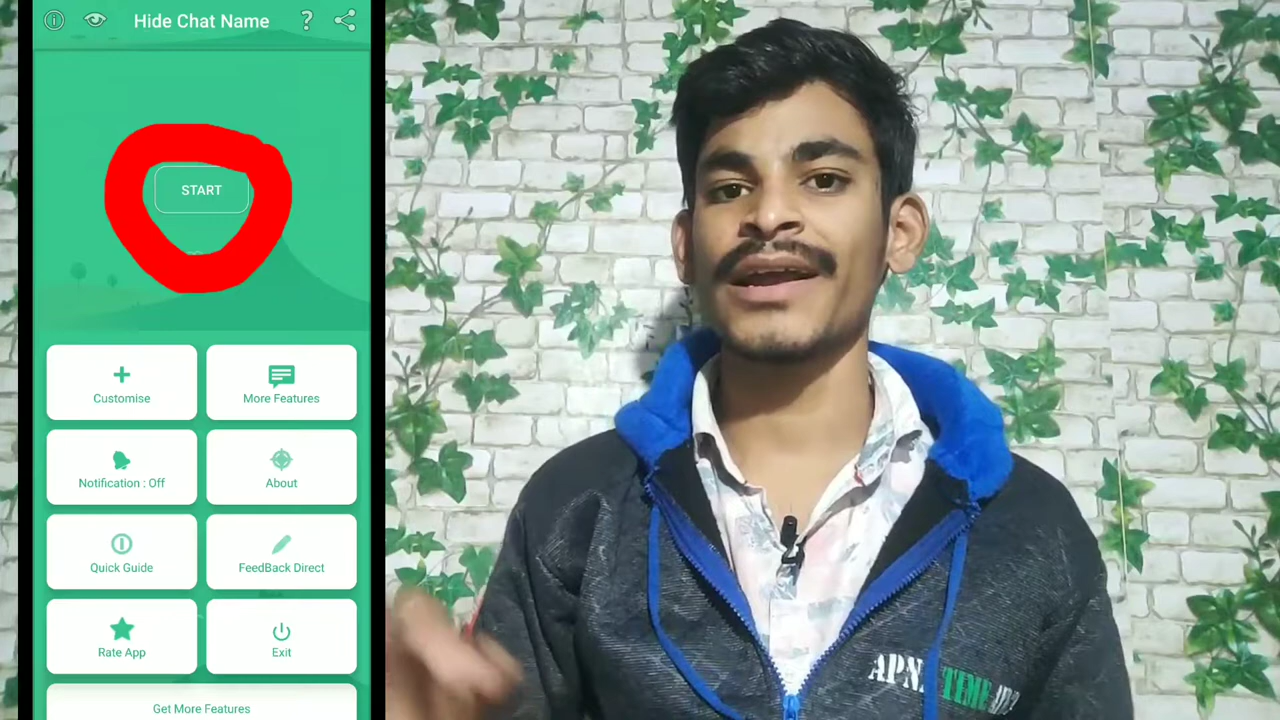 Hide Chat Name
?
START
Customise
More Features
Notification : Off
About
Quick Guide
FeedBack Direct
Rate App
Exit
Get More Features
TIME